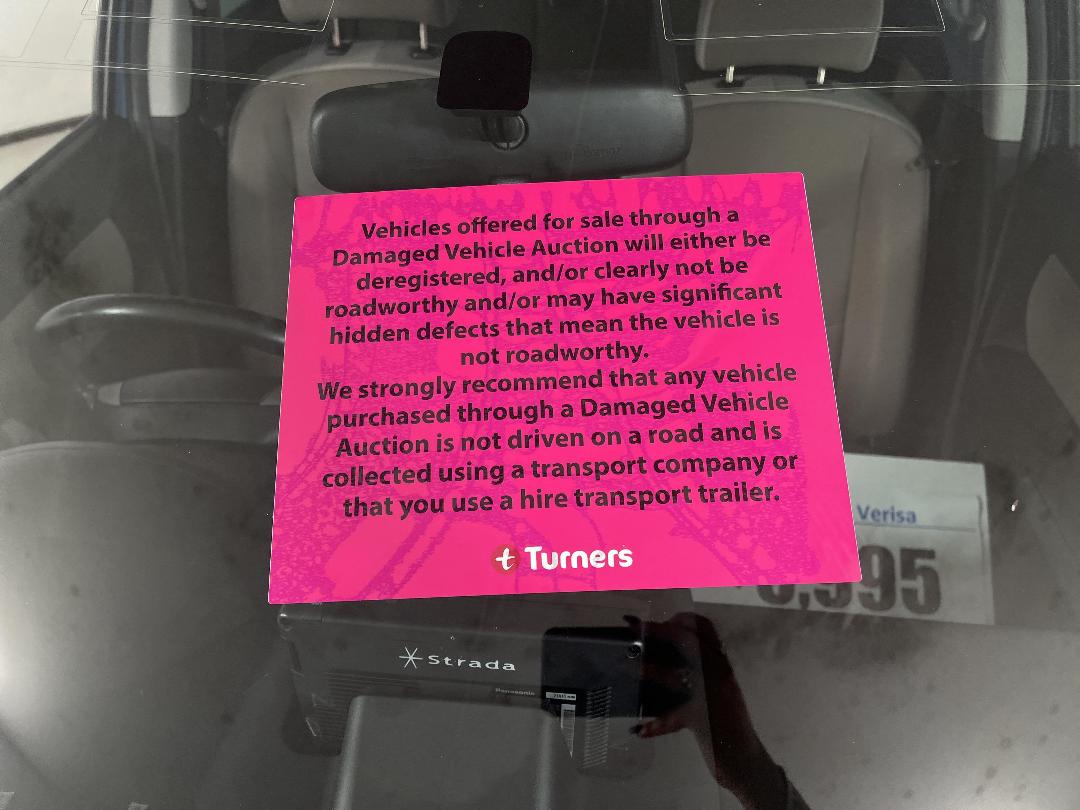 Vehicles offered for sale through a
Damaged Vehicle Auction will either be
deregistered, and/or clearly not be
roadworthy and/or may have significant
hidden defects that mean the vehicle is
not roadworthy.
We strongly recommend that any vehicle
purchased through a Damaged Vehicle
Auction is not driven on a road and is
collected using a transport company or
that you use a hire transport trailer.
t Turners
Verisa
,995
Strada
Panasonic